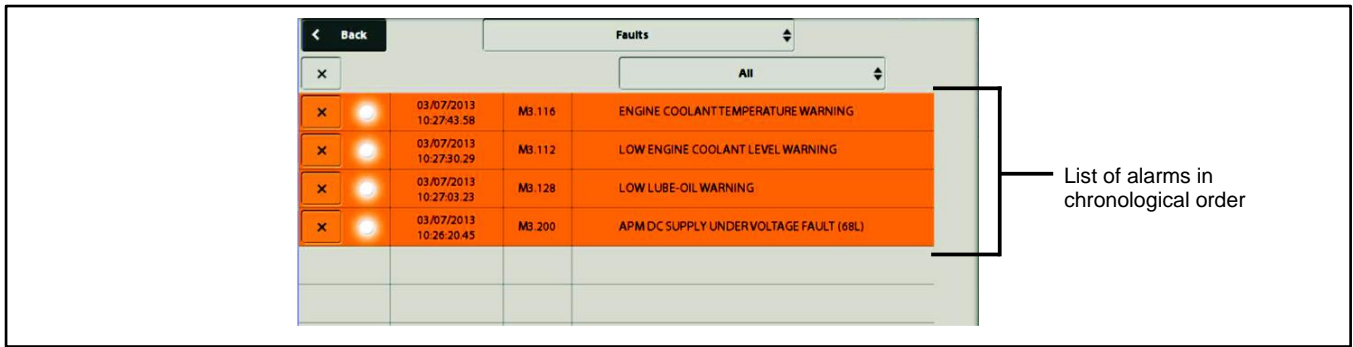 < Back
Faults
×
All
×
03/07/2013
10:27:43.58
M3.116
ENGINE COOLANT TEMPERATURE WARNING
×
03/07/2013
10:27:30.29
M3.112
LOW ENGINE COOLANT LEVEL WARNING
×
03/07/2013
10:27:03.23
M3.128
LOW LUBE-OIL WARNING
×
03/07/2013
10:26:20.45
M3.200
APM DC SUPPLY UNDERVOLTAGE FAULT (68L)
List of alarms in
chronological order